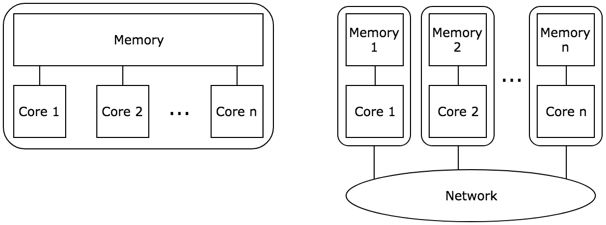 Memory
Core 1
Core 2
...
Core n
Memory
1
Core 1
Memory
2
Core 2
...
Memory
n
Core n
Network